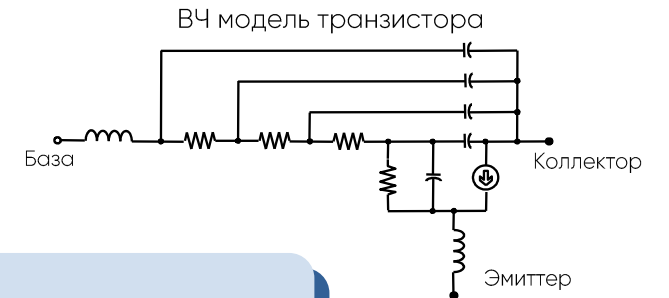 ВЧ модель транзистора
База
Коллектор
Эмиттер